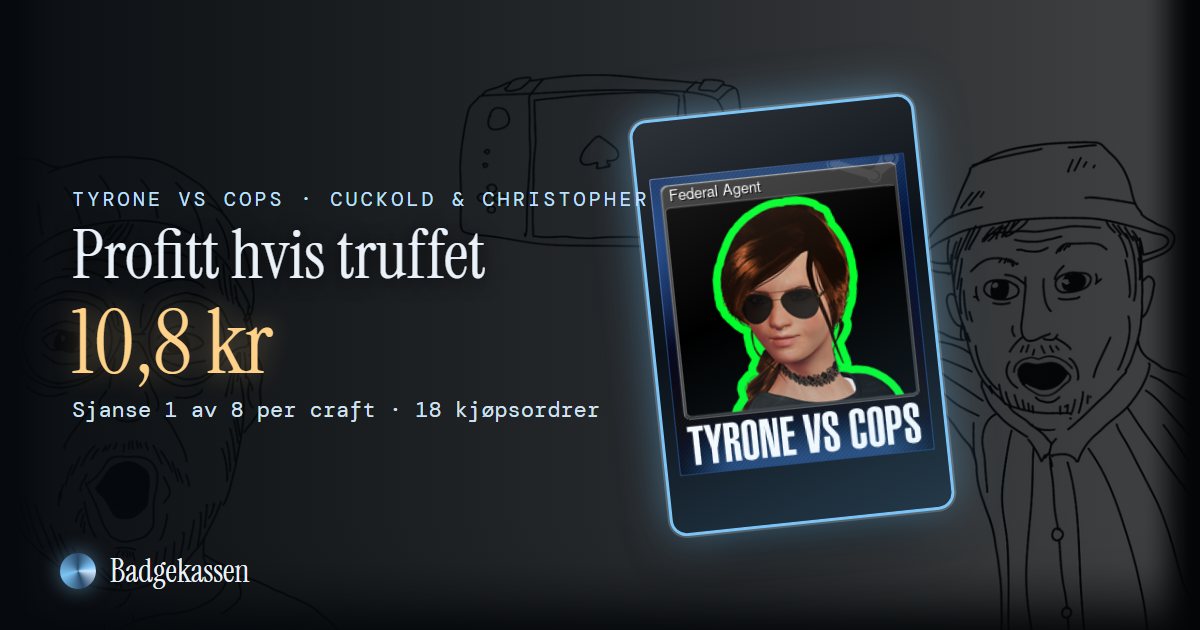 TYRONE VS COPS · CUCKOLD & CHRISTOPHER
Profitt hvis truffet
10,8 kr
Sjanse 1 av 8 per craft · 18 kjøpsordrer
Federal Agent
TYRONE VS COPS
Badgekassen